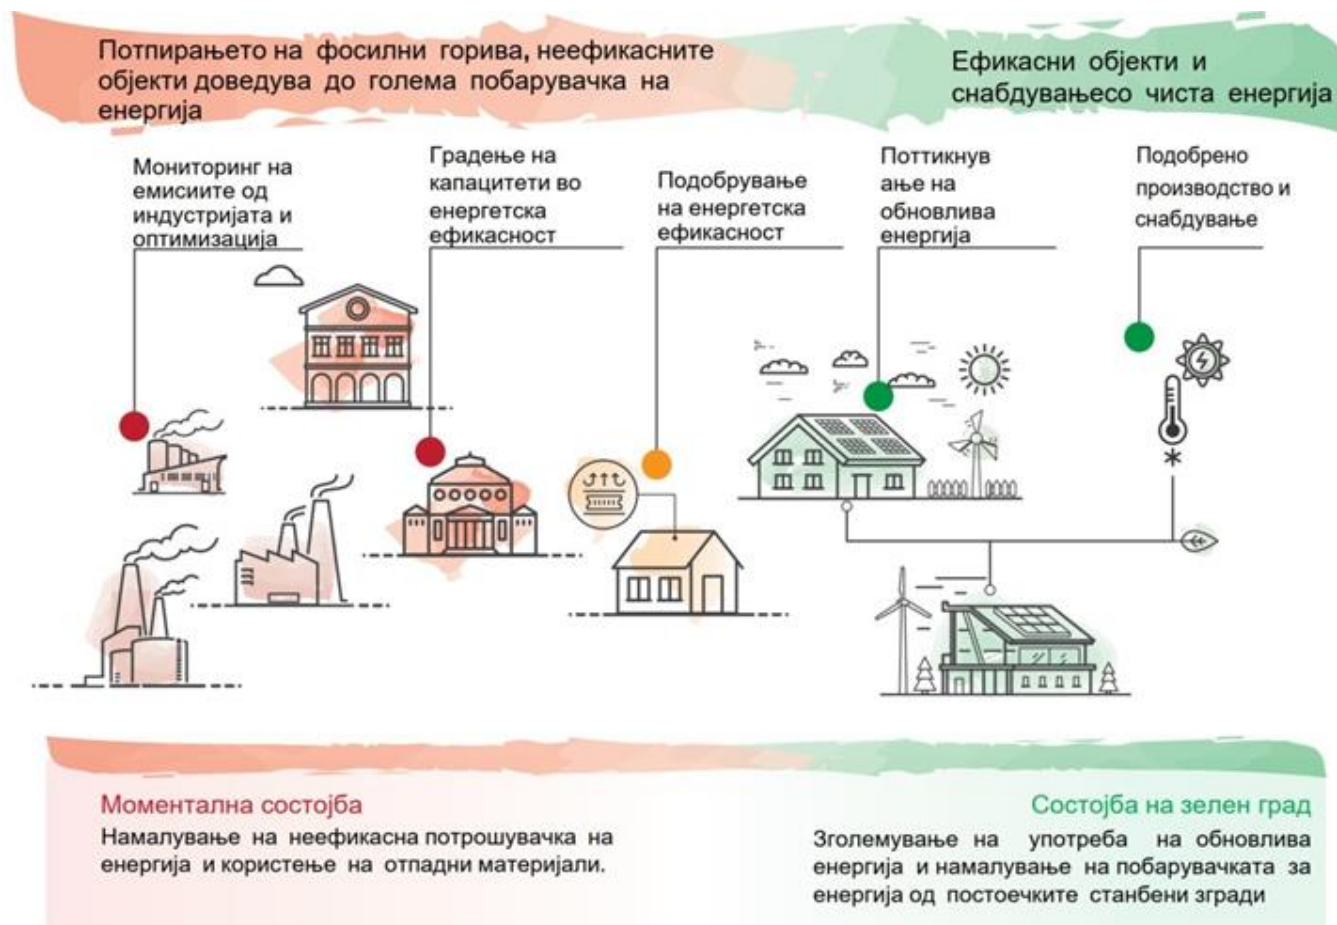 Потпирањето на фосилни горива, неефикасните
објекти доведува до голема побарувачка на
енергија
Ефикасни објекти и
снабдувањесо чиста енергија
Мониторинг на
емисиите од
индустријата и
оптимизација
Градење на
капацитети во
енергетска
ефикасност
Подобрување
на енергетска
ефикасност
Поттикнув
ање на
обновлива
енергија
Подобрено
производство и
снабдување
Моментална состојба
Намалување на неефикасна потрошувачка на
енергија и користење на отпадни материјали.
Состојба на зелен град
Зголемување на употреба на обновлива
енергија и намалување на побарувачката за
енергија од постоечките станбени згради